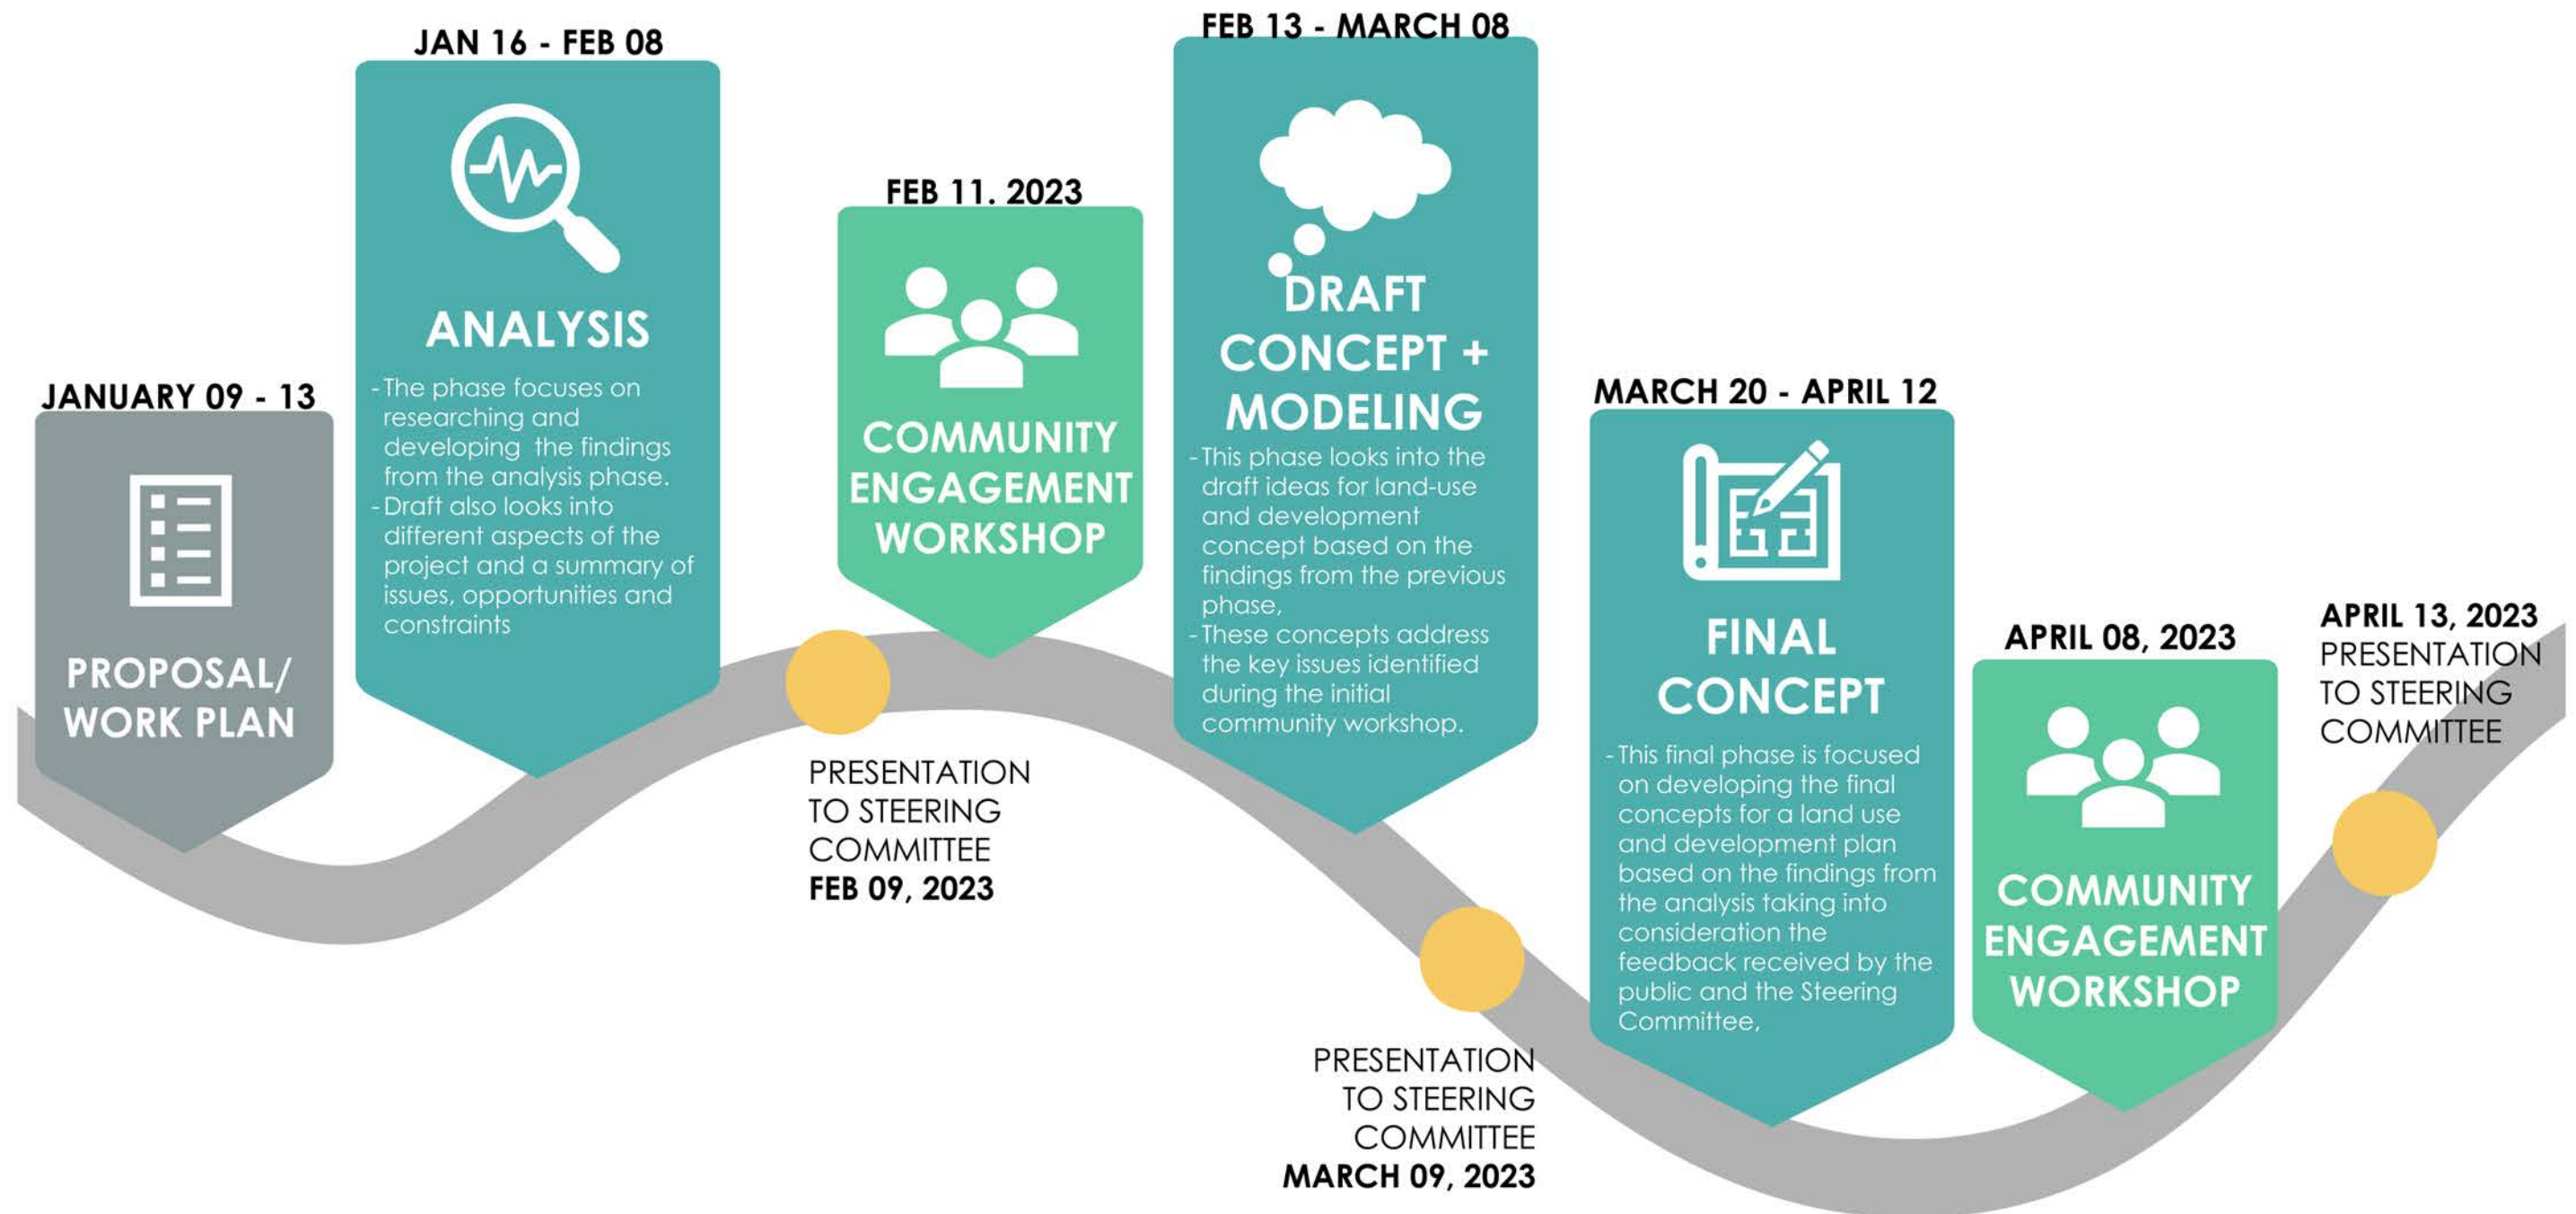 JANUARY 09 - 13
PROPOSAL/
WORK PLAN
JAN 16 - FEB 08
ANALYSIS
- The phase focuses on
researching and
developing the findings
from the analysis phase.
- Draft also looks into
different aspects of the
project and a summary of
issues, opportunities and
constraints
PRESENTATION
TO STEERING
COMMITTEE
FEB 09, 2023
FEB 11. 2023
COMMUNITY
ENGAGEMENT
WORKSHOP
FEB 13 - MARCH 08
DRAFT
CONCEPT +
MODELING
- This phase looks into the
draft ideas for land-use
and development
concept based on the
findings from the previous
phase,
- These concepts address
the key issues identified
during the initial
community workshop.
PRESENTATION
TO STEERING
COMMITTEE
MARCH 09, 2023
MARCH 20 - APRIL 12
FINAL
CONCEPT
- This final phase is focused
on developing the final
concepts for a land use
and development plan
based on the findings from
the analysis taking into
consideration the
feedback received by the
public and the Steering
Committee,
APRIL 08, 2023
COMMUNITY
ENGAGEMENT
WORKSHOP
APRIL 13, 2023
PRESENTATION
TO STEERING
COMMITTEE